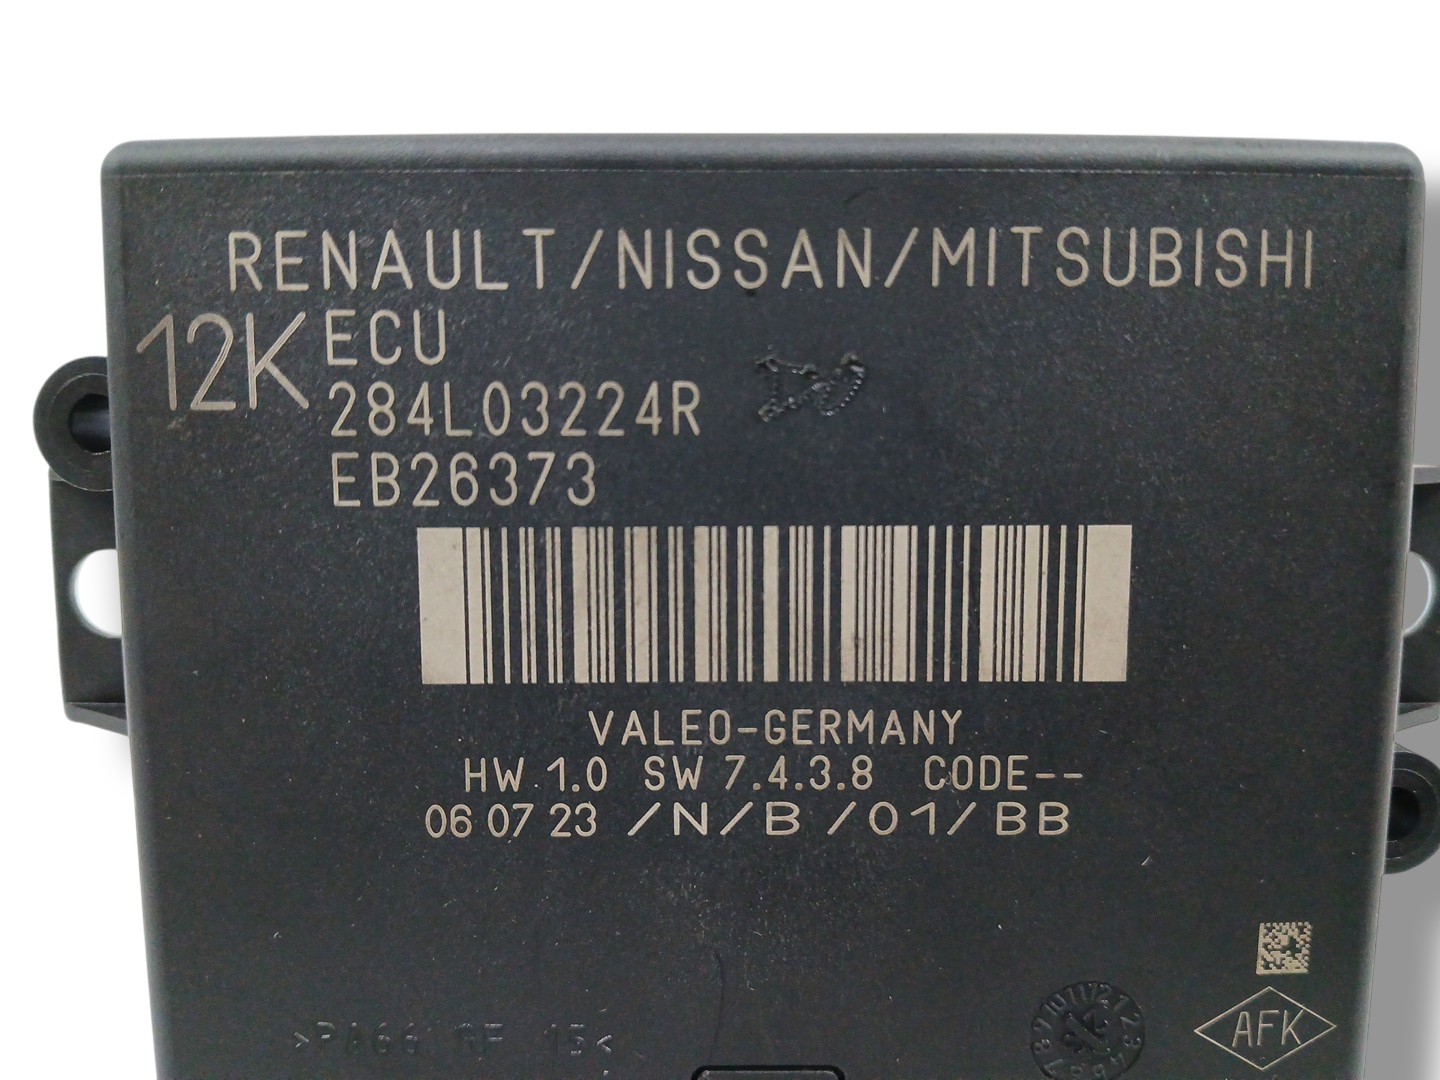 RENAULT/NISSAN/MITSUBISHI
12K ECU
284L03224R
EB26373
VALEO-GERMANY
HW 1.0 SW 7.4.3.8 CODE--
06 07 23 /N/B/01/BB
AFK